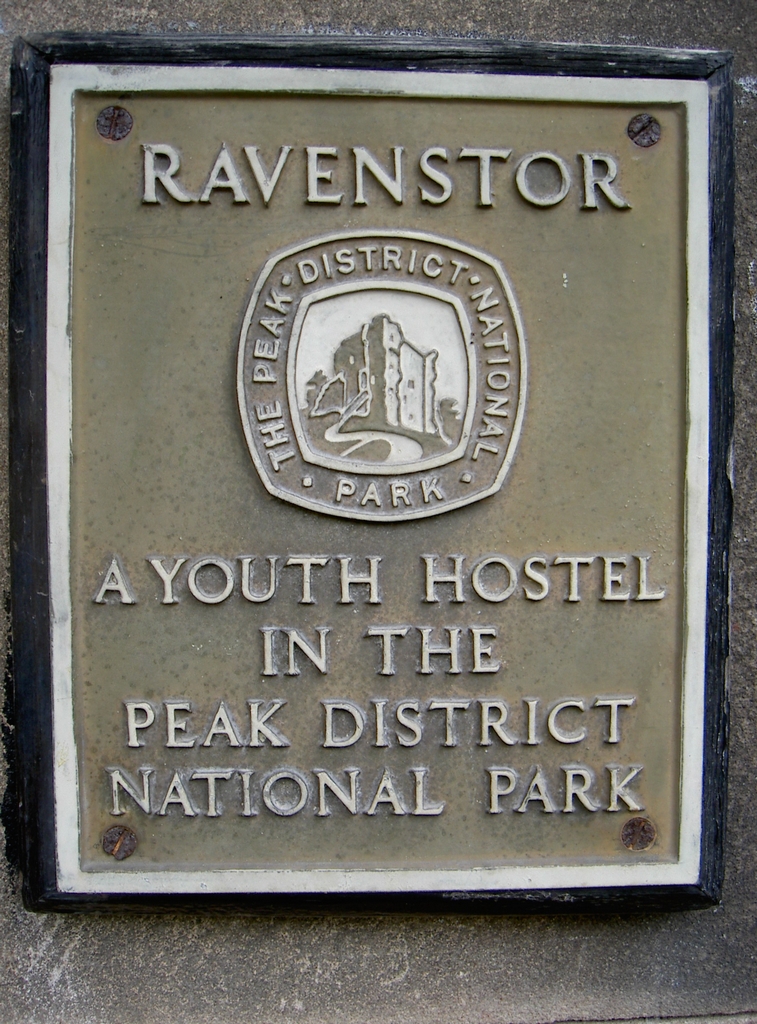 RAVENSTOR
THE PEAK · DISTRICT · NATIONAL · PARK ·
A YOUTH HOSTEL
IN THE
PEAK DISTRICT
NATIONAL PARK